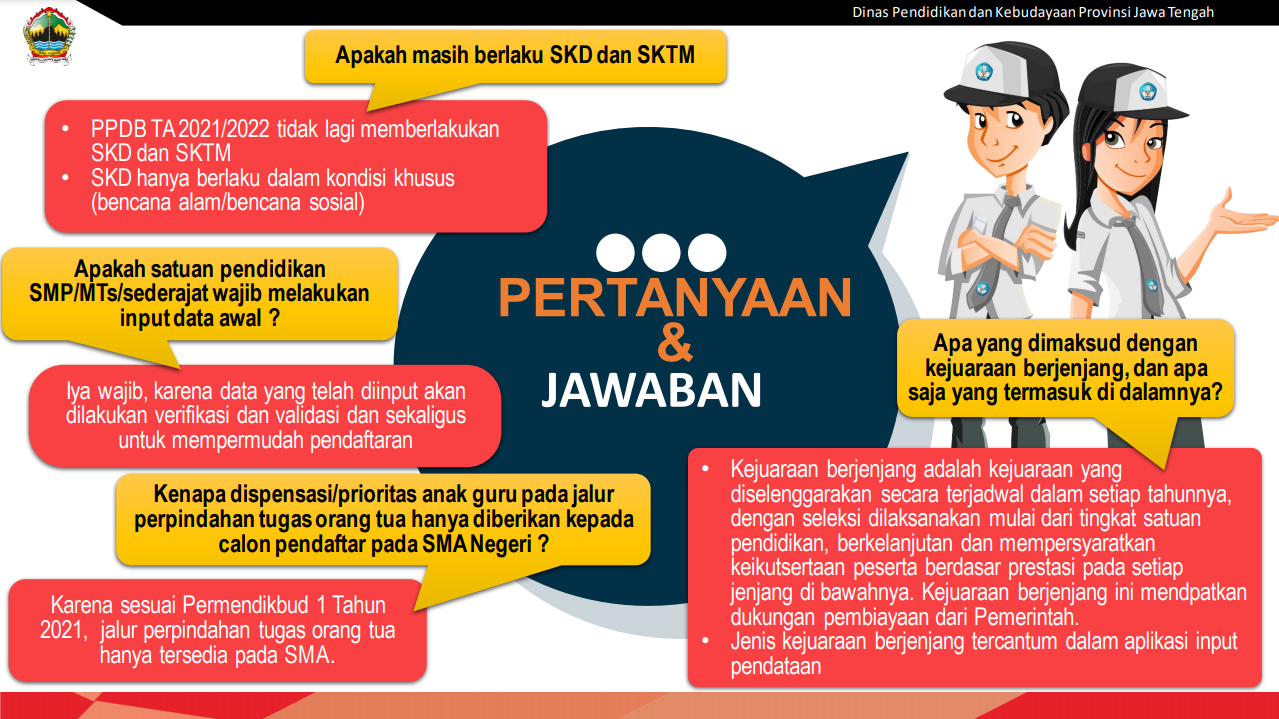 Dinas Pendidikan dan Kebudayaan Provinsi Jawa Tengah
Apakah masih berlaku SKD dan SKTM
• PPDB TA 2021/2022 tidak lagi memberlakukan
SKD dan SKTM
• SKD hanya berlaku dalam kondisi khusus
(bencana alam/bencana sosial)
Apakah satuan pendidikan
SMP/MTs/sederajat wajib melakukan
input data awal ?
Iya wajib, karena data yang telah diinput akan
dilakukan verifikasi dan validasi dan sekaligus
untuk mempermudah pendaftaran
Kenapa dispensasi/prioritas anak guru pada jalur
perpindahan tugas orang tua hanya diberikan kepada
calon pendaftar pada SMA Negeri ?
Karena sesuai Permendikbud 1 Tahun
2021, jalur perpindahan tugas orang tua
hanya tersedia pada SMA.
PERTANYAAN
&
JAWABAN
Apa yang dimaksud dengan
kejuaraan berjenjang, dan apa
saja yang termasuk di dalamnya?
• Kejuaraan berjenjang adalah kejuaraan yang
diselenggarakan secara terjadwal dalam setiap tahunnya,
dengan seleksi dilaksanakan mulai dari tingkat satuan
pendidikan, berkelanjutan dan mempersyaratkan
keikutsertaan peserta berdasar prestasi pada setiap
jenjang di bawahnya. Kejuaraan berjenjang ini mendpatkan
dukungan pembiayaan dari Pemerintah.
• Jenis kejuaraan berjenjang tercantum dalam aplikasi input
pendataan